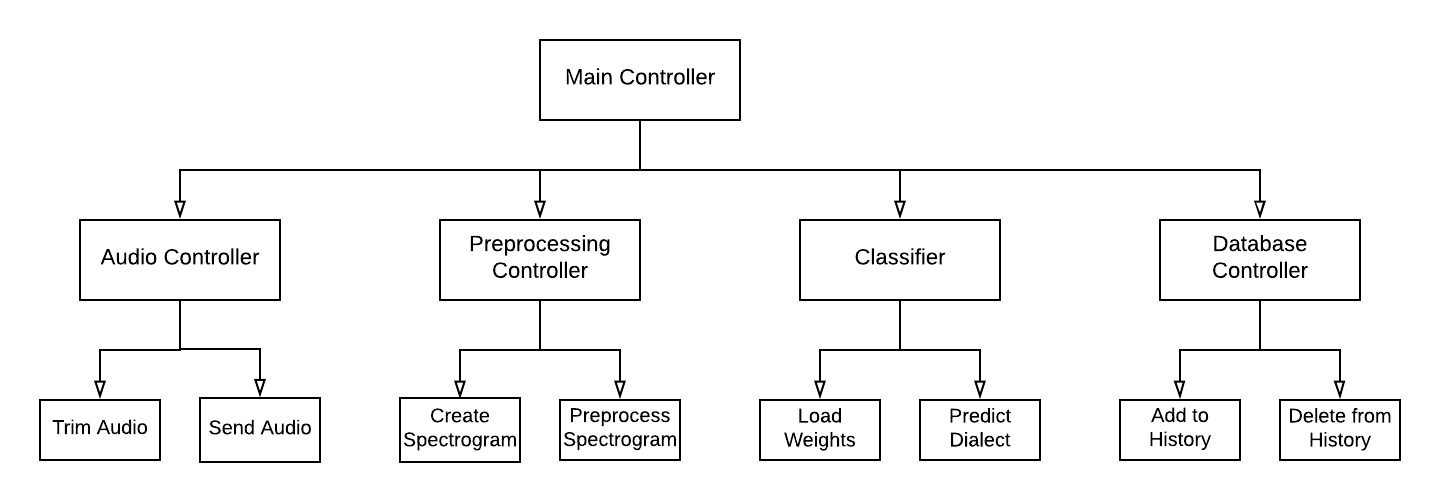 Main Controller
Audio Controller
Preprocessing
Controller
Classifier
Database
Controller
Trim Audio
Send Audio
Create
Spectrogram
Preprocess
Spectrogram
Load
Weights
Predict
Dialect
Add to
History
Delete from
History